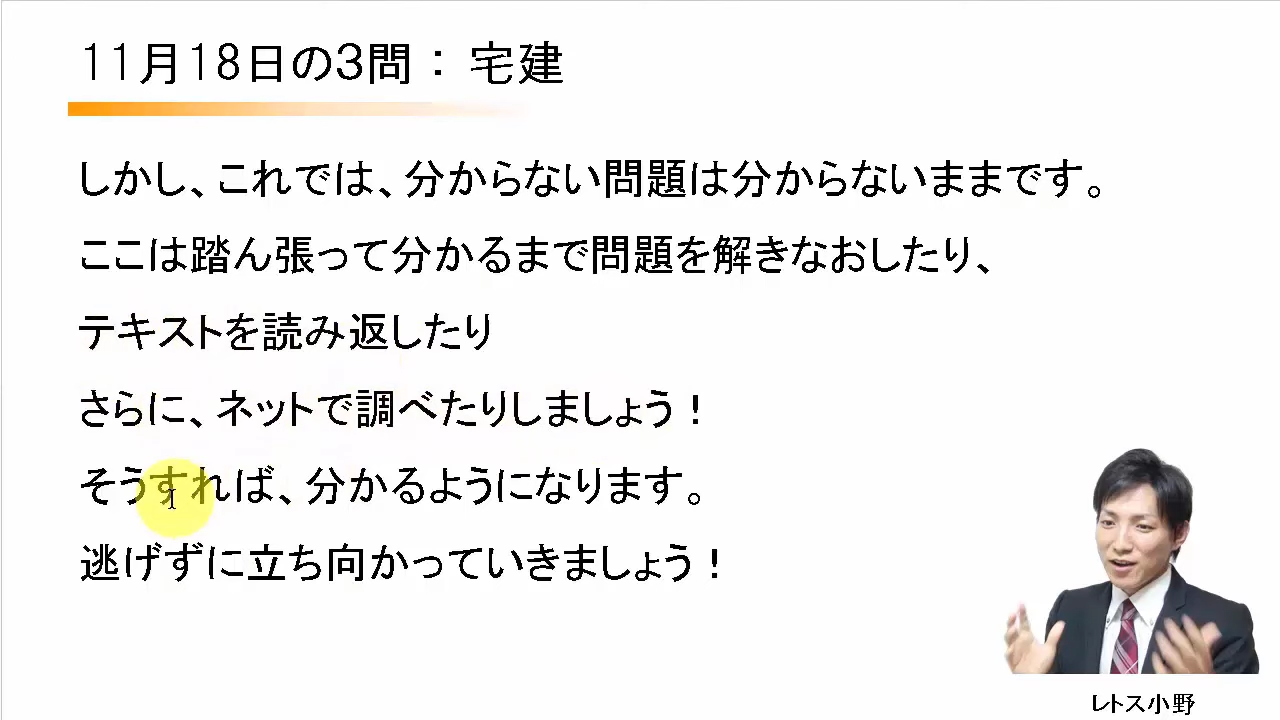 11月18日の3問：宅建
しかし、これでは、分からない問題は分からないままです。
ここは踏ん張って分かるまで問題を解きなおしたり、
テキストを読み返したり
さらに、ネットで調べたりしましょう！
そうすれば、分かるようになります。
逃げずに立ち向かっていきましょう！
レトス小野